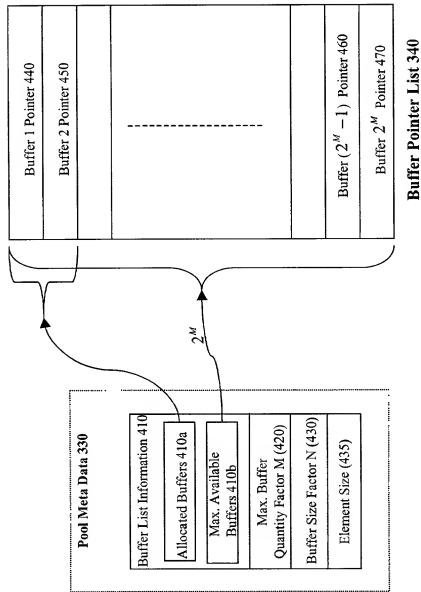 Pool Meta Data 330
Buffer List Information 410
Allocated Buffers 410a
Max. Available
Buffers 410b
Max. Buffer
Quantity Factor M (420)
Buffer Size Factor N (430)
Element Size (435)
2^M
Buffer 1 Pointer 440
Buffer 2 Pointer 450
Buffer (2^M −1) Pointer 460
Buffer 2^M Pointer 470
Buffer Pointer List 340